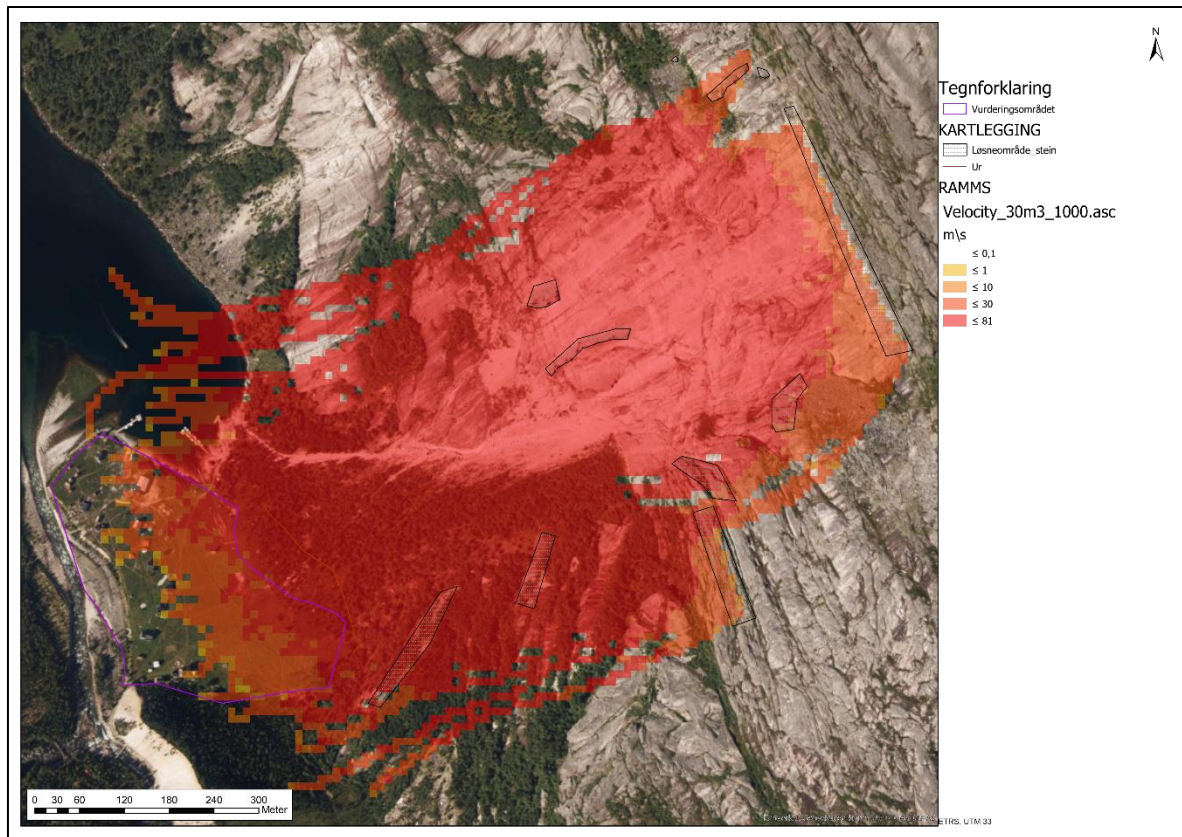 N
Tegnforklaring
Vurderingsområdet
KARTLEGGING
Løsneområde_stein
Ur
RAMMS
Velocity_30m3_1000.asc
m\s
≤ 0,1
≤ 1
≤ 10
≤ 30
≤ 81
0 30 60 120 180 240 300
Meter
ETRS, UTM 33